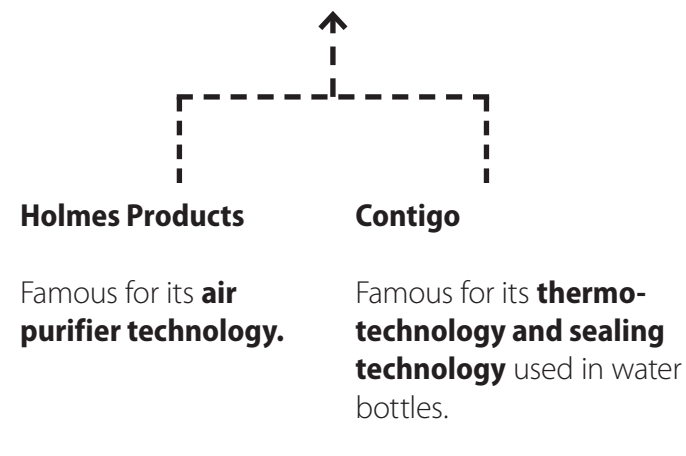 Holmes Products
Famous for its air
purifier technology.
Contigo
Famous for its thermo-
technology and sealing
technology used in water
bottles.